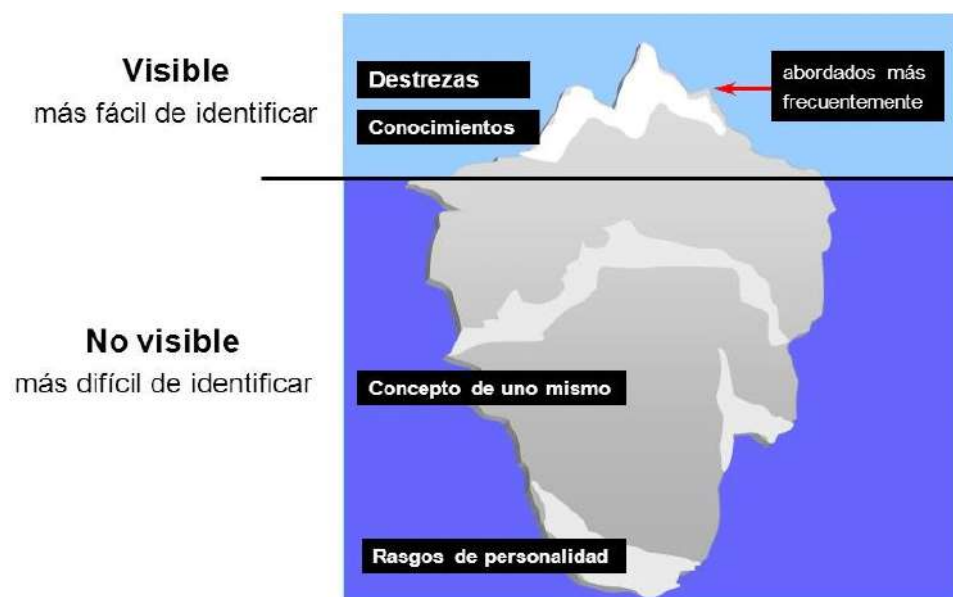 Visible
más fácil de identificar
Destrezas
Conocimientos
abordados más
frecuentemente
No visible
más difícil de identificar
Concepto de uno mismo
Rasgos de personalidad